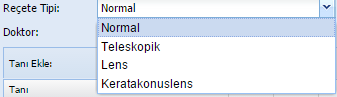 Reçete Tipi: Normal
Normal
Doktor:
Teleskopik
Lens
Tanı Ekle:
Keratakonuslens
Tanı